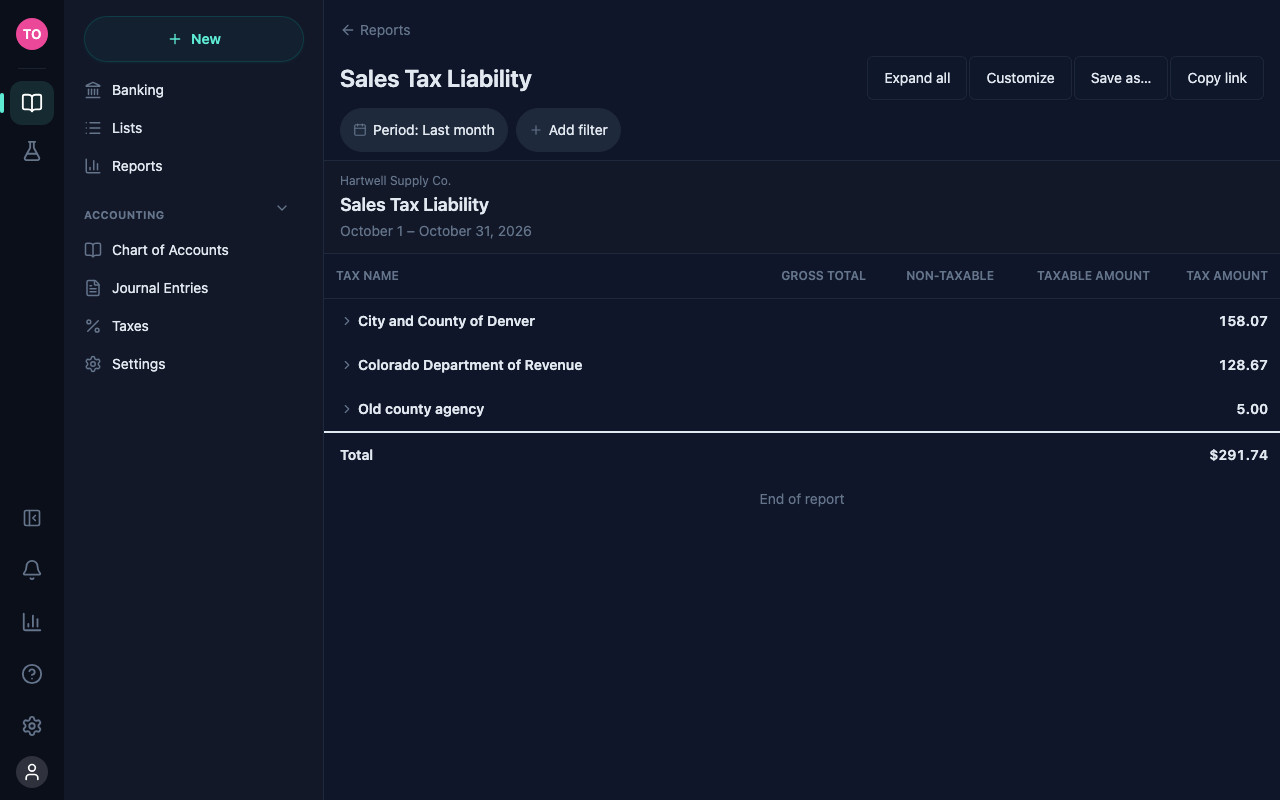 TO
New
Banking
Lists
Reports
ACCOUNTING
Chart of Accounts
Journal Entries
Taxes
Settings
Reports
Sales Tax Liability
Expand all
Customize
Save as...
Copy link
Period: Last month
Add filter
Hartwell Supply Co.
Sales Tax Liability
October 1 – October 31, 2026
TAX NAME GROSS TOTAL NON-TAXABLE TAXABLE AMOUNT TAX AMOUNT
City and County of Denver 158.07
Colorado Department of Revenue 128.67
Old county agency 5.00
Total $291.74
End of report